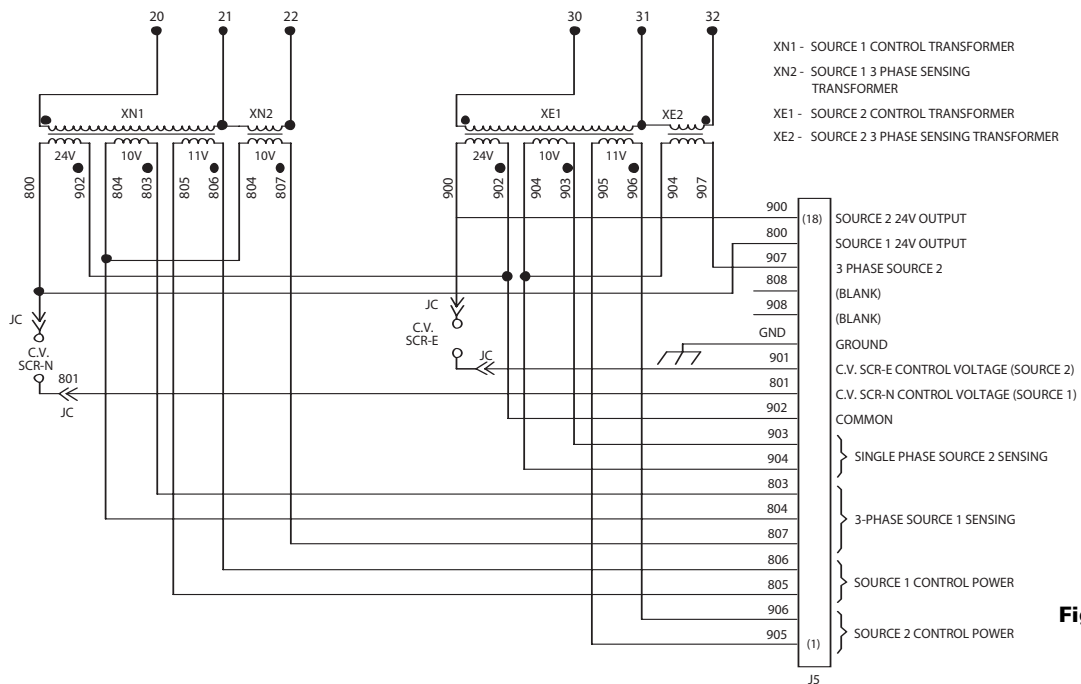 20 21 22 30 31 32
XN1 - SOURCE 1 CONTROL TRANSFORMER
XN2 - SOURCE 1 3 PHASE SENSING
TRANSFORMER
XE1 - SOURCE 2 CONTROL TRANSFORMER
XE2 - SOURCE 2 3 PHASE SENSING TRANSFORMER
XN1 XN2 XE1 XE2
24V 10V 11V 10V 24V 10V 11V
800 902 804 803 805 806 804 807 900 902 904 903 905 906 904 907
900 (18) SOURCE 2 24V OUTPUT
800 SOURCE 1 24V OUTPUT
907 3 PHASE SOURCE 2
808 (BLANK)
908 (BLANK)
GND GROUND
901 C.V. SCR-E CONTROL VOLTAGE (SOURCE 2)
801 C.V. SCR-N CONTROL VOLTAGE (SOURCE 1)
902 COMMON
903
904
SINGLE PHASE SOURCE 2 SENSING
803
804
807
3-PHASE SOURCE 1 SENSING
806
805
SOURCE 1 CONTROL POWER
906
905 (1)
SOURCE 2 CONTROL POWER
J5
JC
C.V.
SCR-N
801
JC
JC
C.V.
SCR-E
JC
Fig